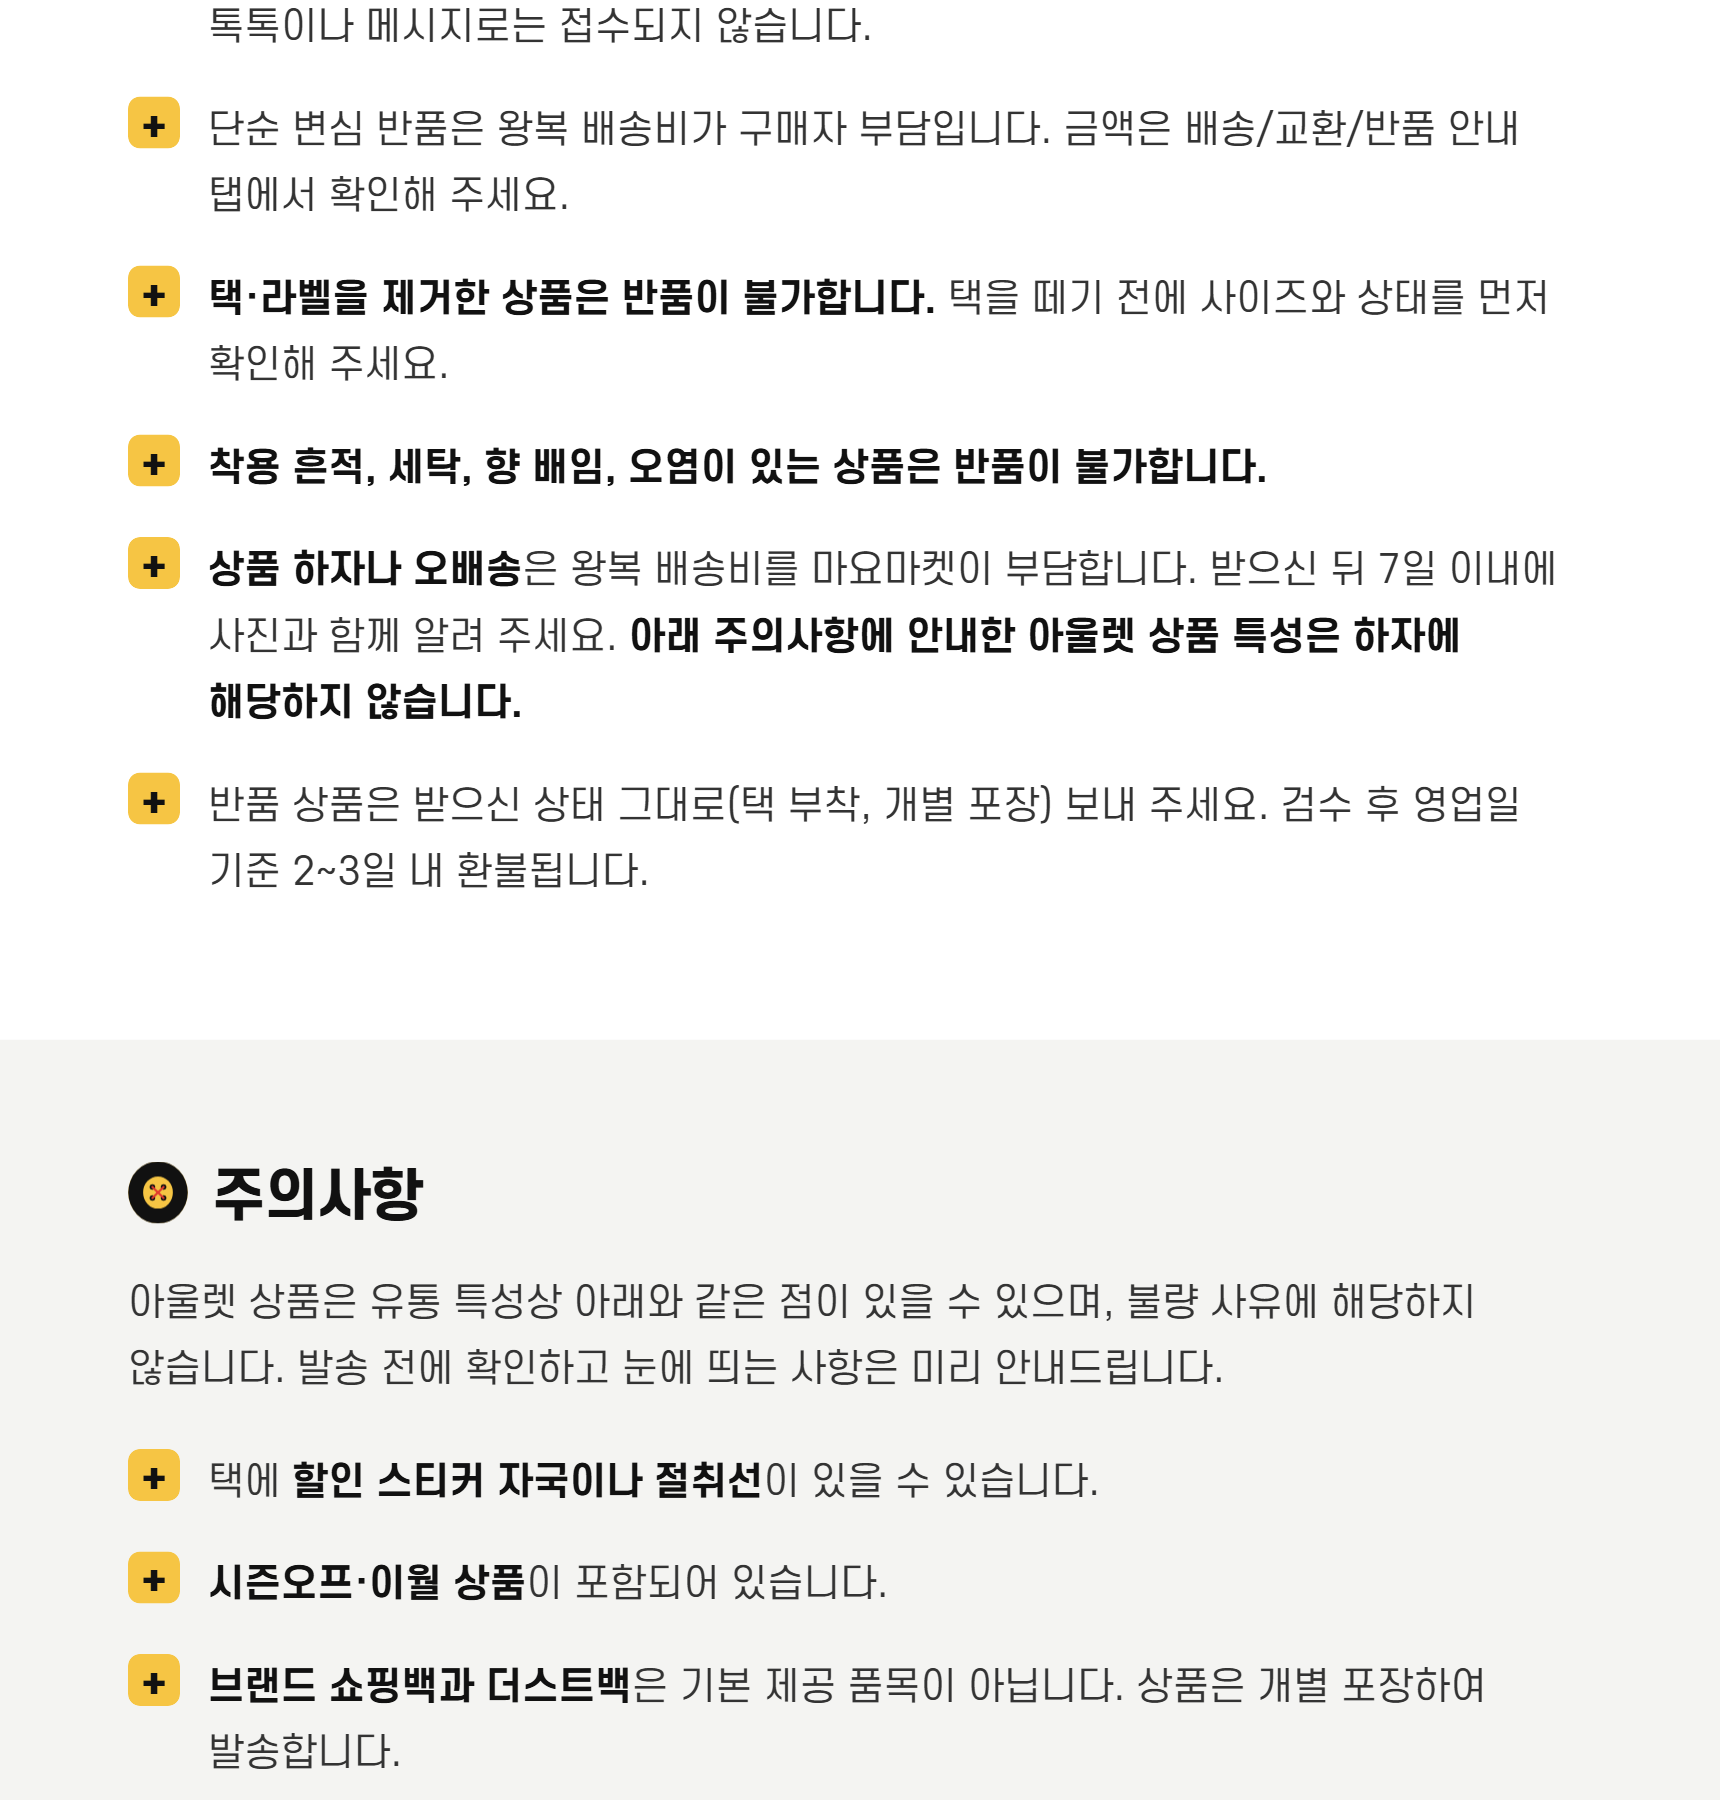 톡톡이나 메시지로는 접수되지 않습니다.
단순 변심 반품은 왕복 배송비가 구매자 부담입니다. 금액은 배송/교환/반품 안내
탭에서 확인해 주세요.
택·라벨을 제거한 상품은 반품이 불가합니다. 택을 떼기 전에 사이즈와 상태를 먼저
확인해 주세요.
착용 흔적, 세탁, 향 배임, 오염이 있는 상품은 반품이 불가합니다.
상품 하자나 오배송은 왕복 배송비를 마요마켓이 부담합니다. 받으신 뒤 7일 이내에
사진과 함께 알려 주세요. 아래 주의사항에 안내한 아울렛 상품 특성은 하자에
해당하지 않습니다.
반품 상품은 받으신 상태 그대로(택 부착, 개별 포장) 보내 주세요. 검수 후 영업일
기준 2~3일 내 환불됩니다.
주의사항
아울렛 상품은 유통 특성상 아래와 같은 점이 있을 수 있으며, 불량 사유에 해당하지
않습니다. 발송 전에 확인하고 눈에 띄는 사항은 미리 안내드립니다.
택에 할인 스티커 자국이나 절취선이 있을 수 있습니다.
시즌오프·이월 상품이 포함되어 있습니다.
브랜드 쇼핑백과 더스트백은 기본 제공 품목이 아닙니다. 상품은 개별 포장하여
발송합니다.